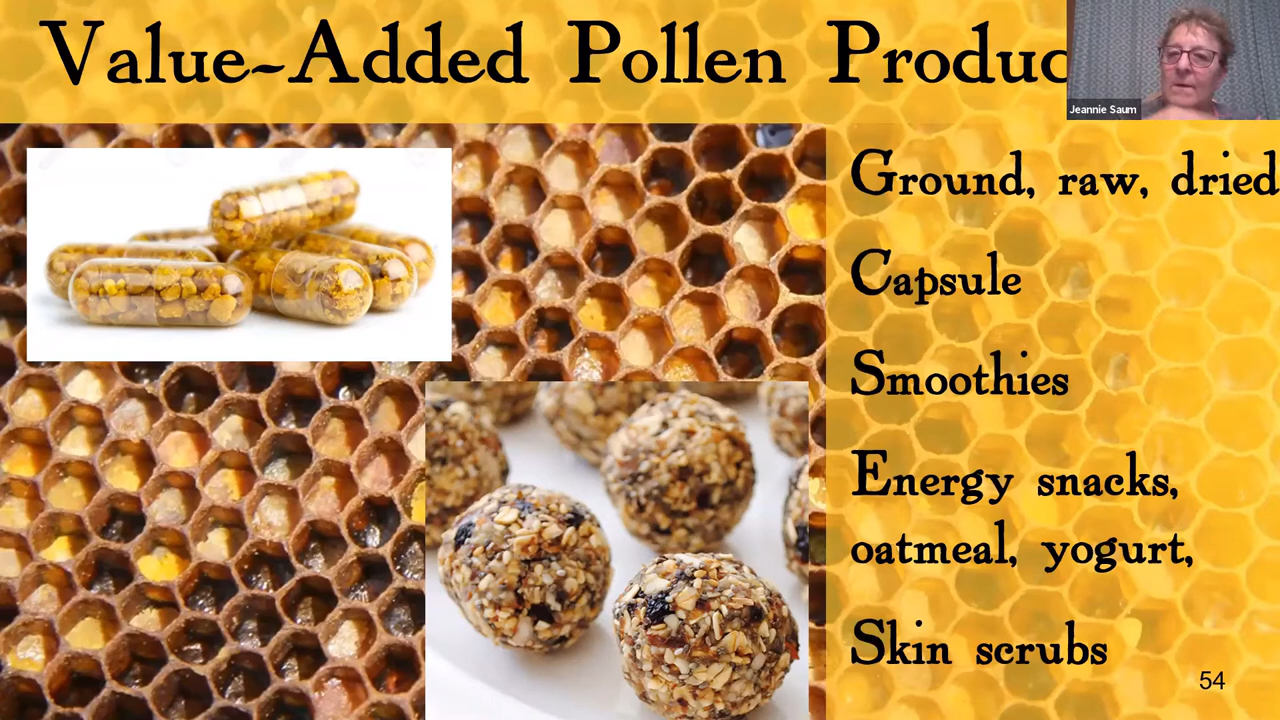 Value-Added Pollen Produc
Jeannie Saum
Ground, raw, dried
Capsule
Smoothies
Energy snacks,
oatmeal, yogurt,
Skin scrubs
54